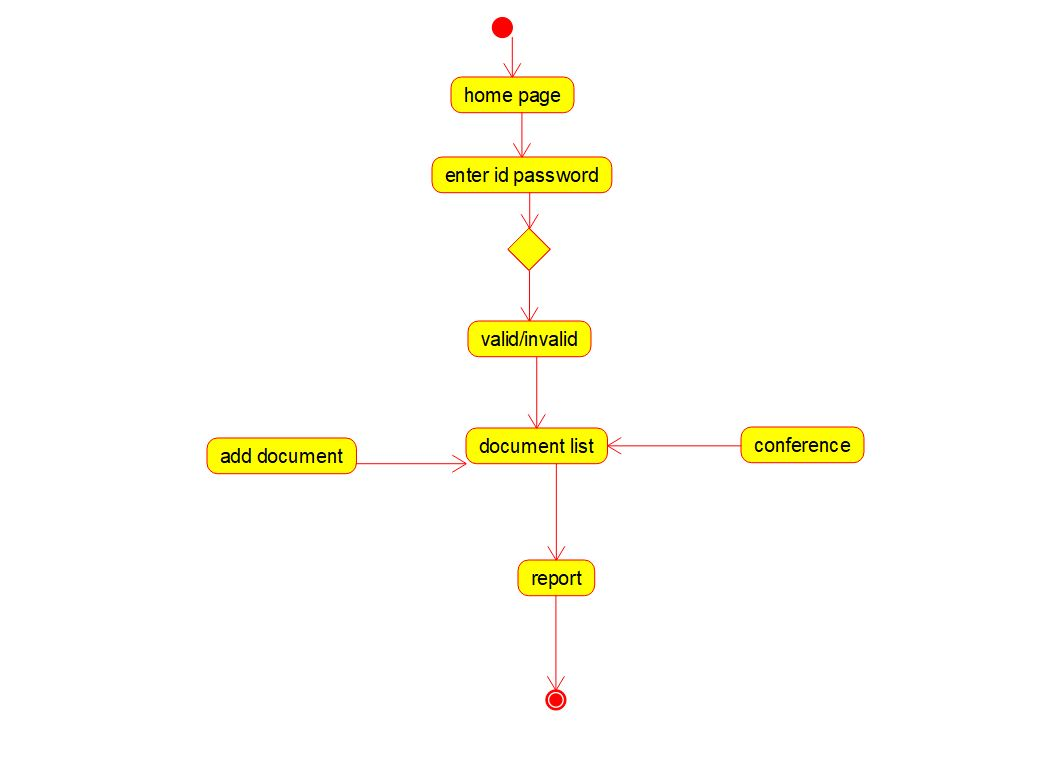 home page
enter id password
valid/invalid
add document
document list
conference
report